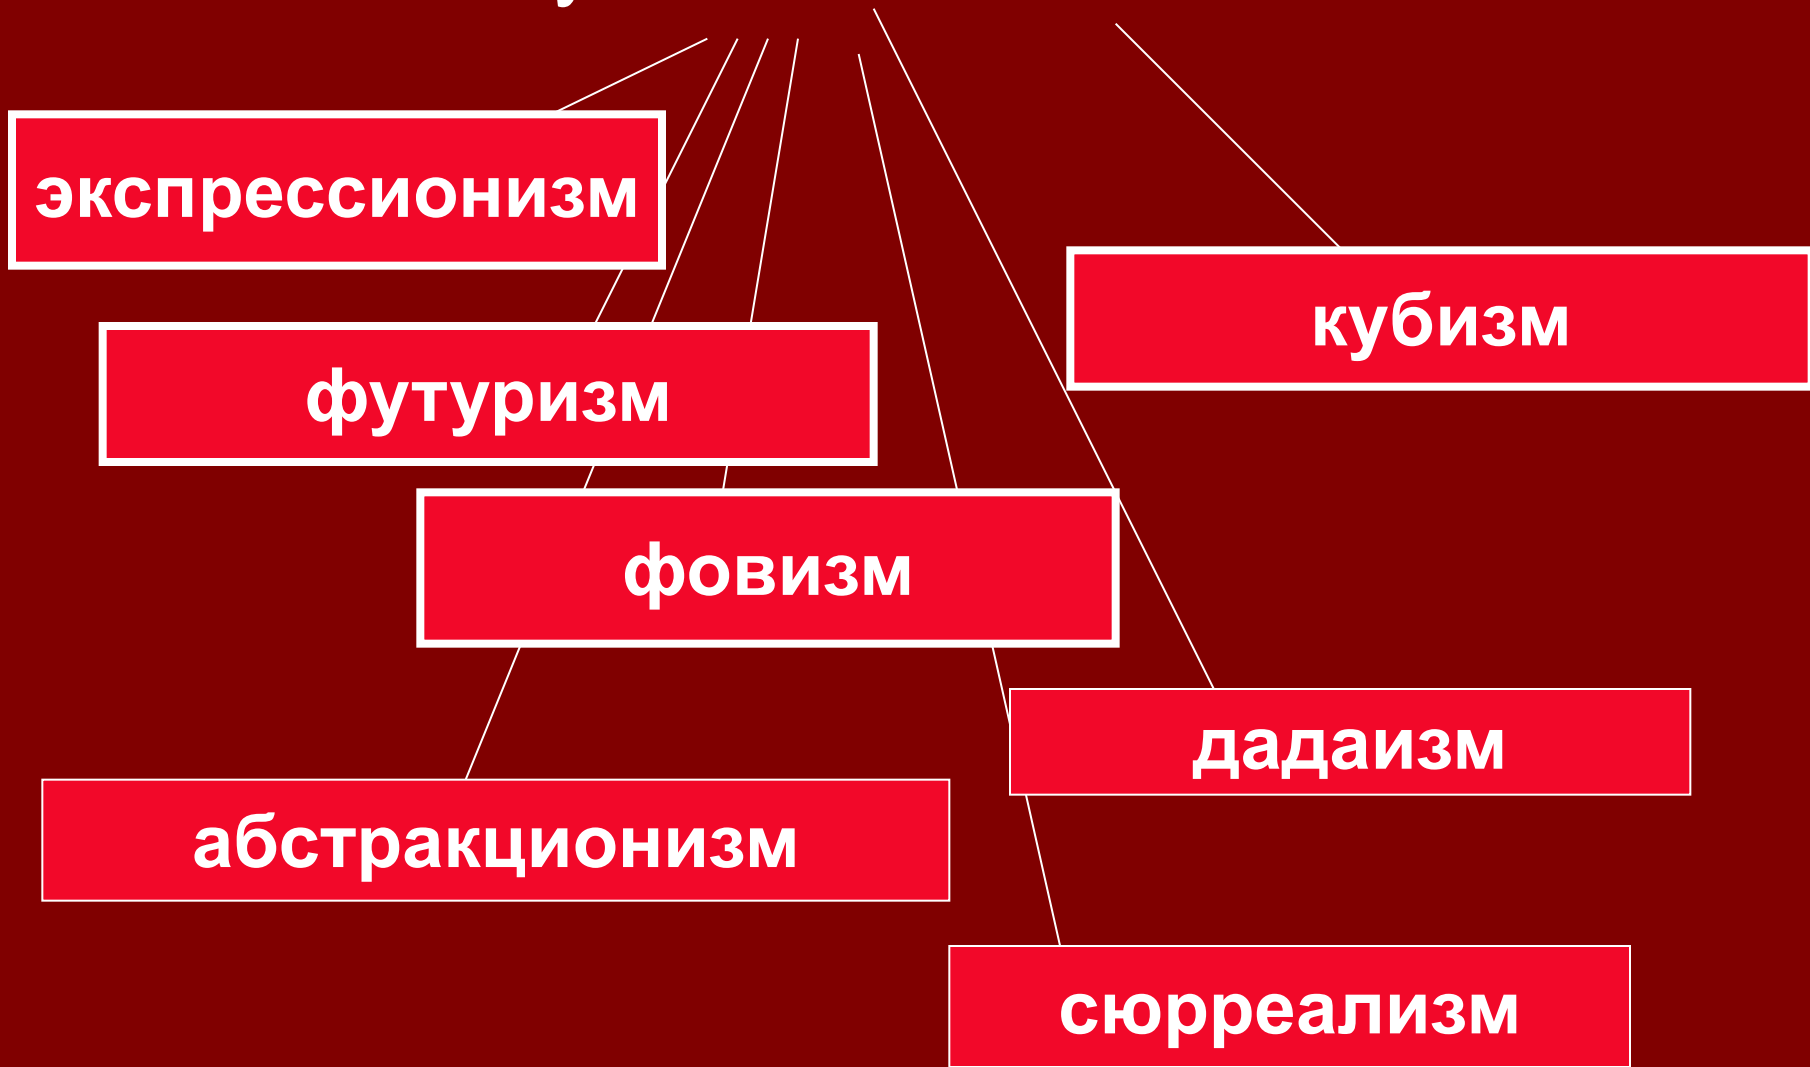 экспрессионизм
кубизм
футуризм
фовизм
дадаизм
абстракционизм
сюрреализм